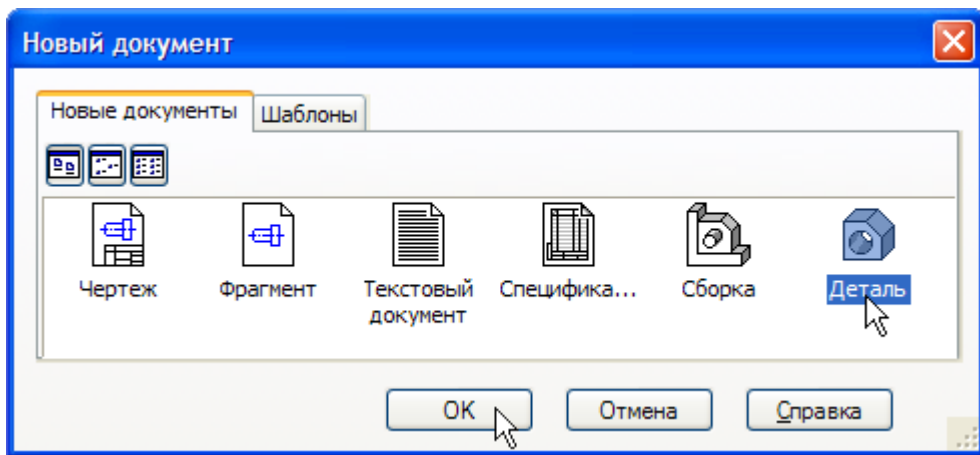 Новый документ
Новые документы
Шаблоны
Чертеж
Фрагмент
Текстовый
документ
Специфика...
Сборка
Деталь
OK
Отмена
Справка